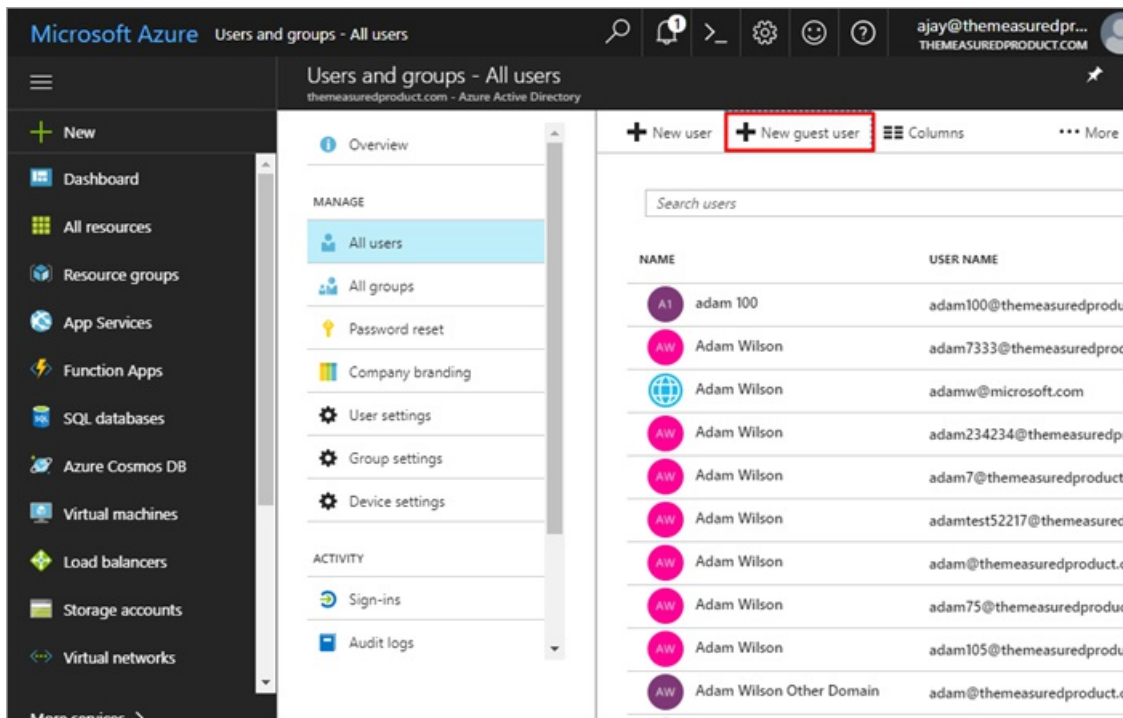 Microsoft Azure Users and groups - All users
1
ajay@themeasuredpr...
THEMEASUREDPRODUCT.COM
Users and groups - All users
themeasuredproduct.com - Azure Active Directory
New
Dashboard
All resources
Resource groups
App Services
Function Apps
SQL databases
Azure Cosmos DB
Virtual machines
Load balancers
Storage accounts
Virtual networks
More services
Overview
MANAGE
All users
All groups
Password reset
Company branding
User settings
Group settings
Device settings
ACTIVITY
Sign-ins
Audit logs
New user New guest user Columns ... More
Search users
NAME USER NAME
A1 adam 100 adam100@themeasuredprodu
AW Adam Wilson adam7333@themeasuredproc
Adam Wilson adamw@microsoft.com
AW Adam Wilson adam234234@themeasuredp
AW Adam Wilson adam7@themeasuredproduct
AW Adam Wilson adamtest52217@themeasured
AW Adam Wilson adam@themeasuredproduct.c
AW Adam Wilson adam75@themeasuredproduc
AW Adam Wilson adam105@themeasuredprodu
AW Adam Wilson Other Domain adam@themeasuredproduct.c